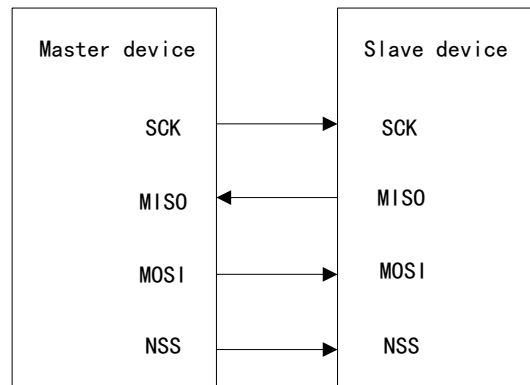 Master device
Slave device
SCK
SCK
MISO
MISO
MOSI
MOSI
NSS
NSS